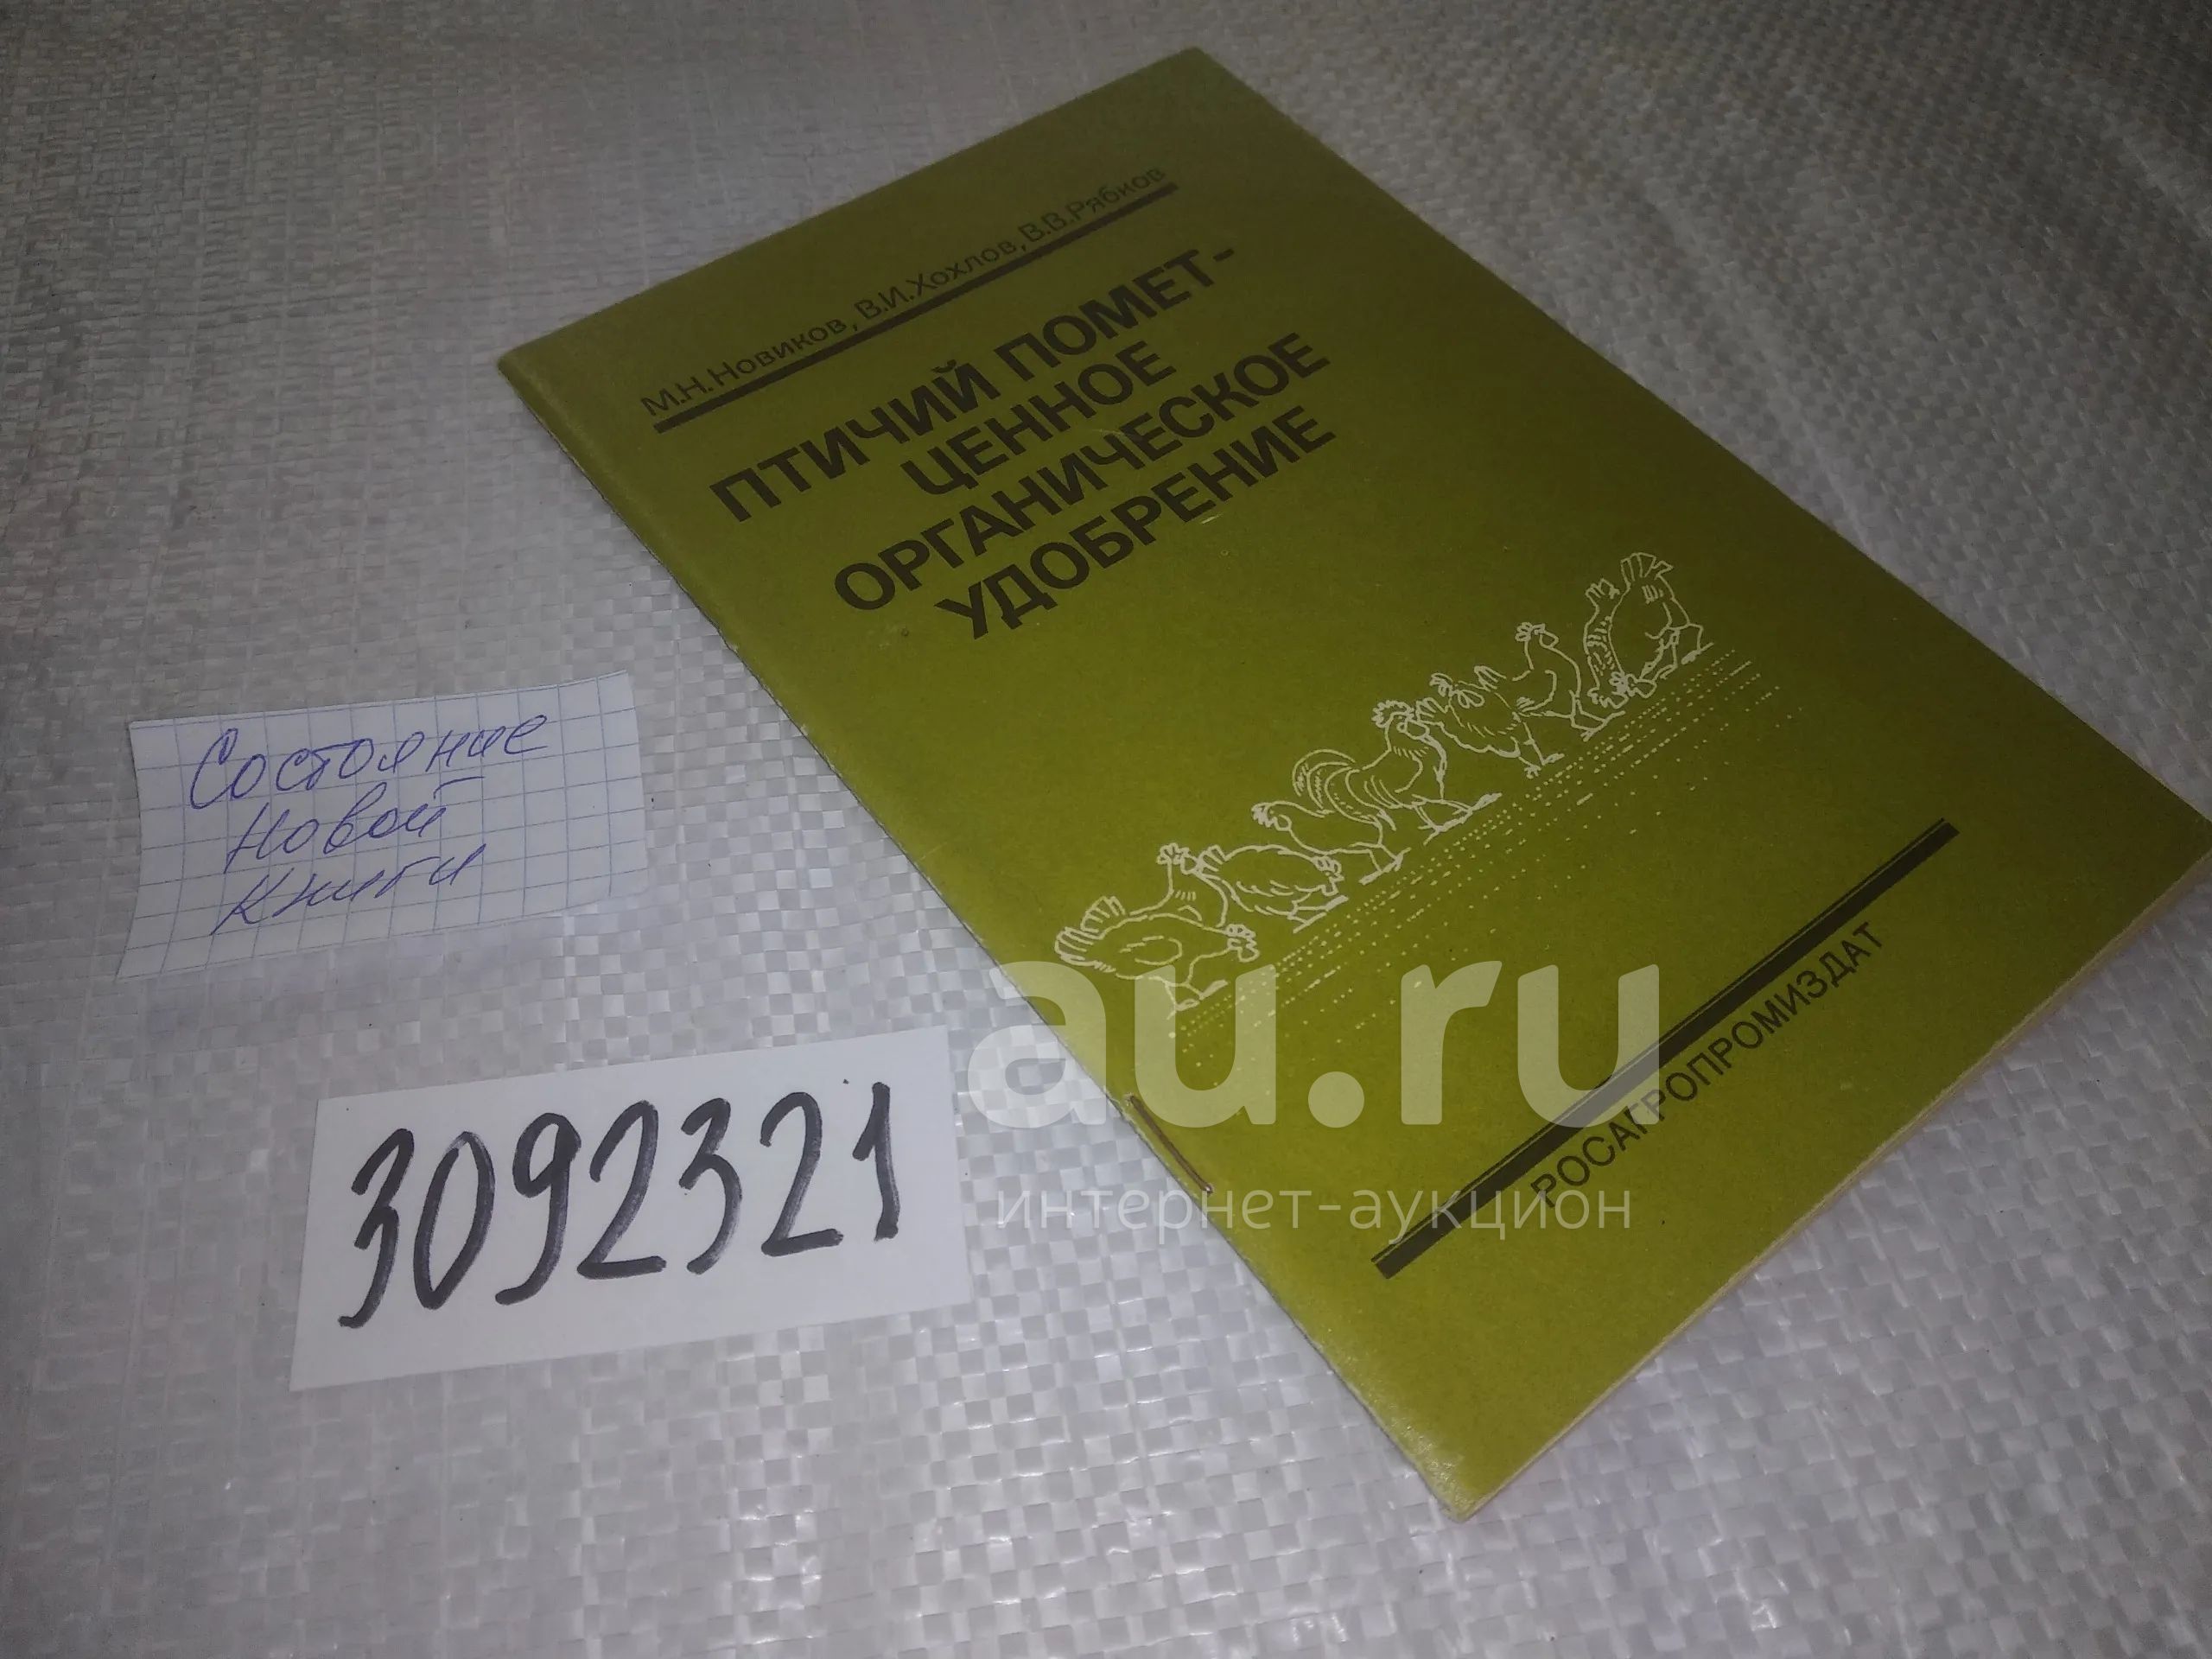 М.Н.Новиков, В.И.Хохлов, В.В.Рябков
ПТИЧИЙ ПОМЕТ-
ЦЕННОЕ
ОРГАНИЧЕСКОЕ
УДОБРЕНИЕ
РОСАГРОПРОМИЗДАТ
Состояние
новой
книги
3092321
au.ru
интернет-аукцион